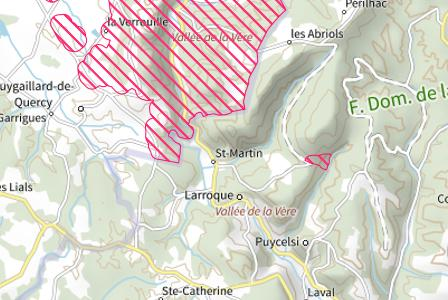 Périlhac
la Verrouille
Vallée de la Vère
les Abriols
uygaillard-de-
Quercy
Garrigues
F. Dom. de la
es Lials
St-Martin
Larroque
Vallée de la Vère
Puycelsi
Ste-Catherine
Laval